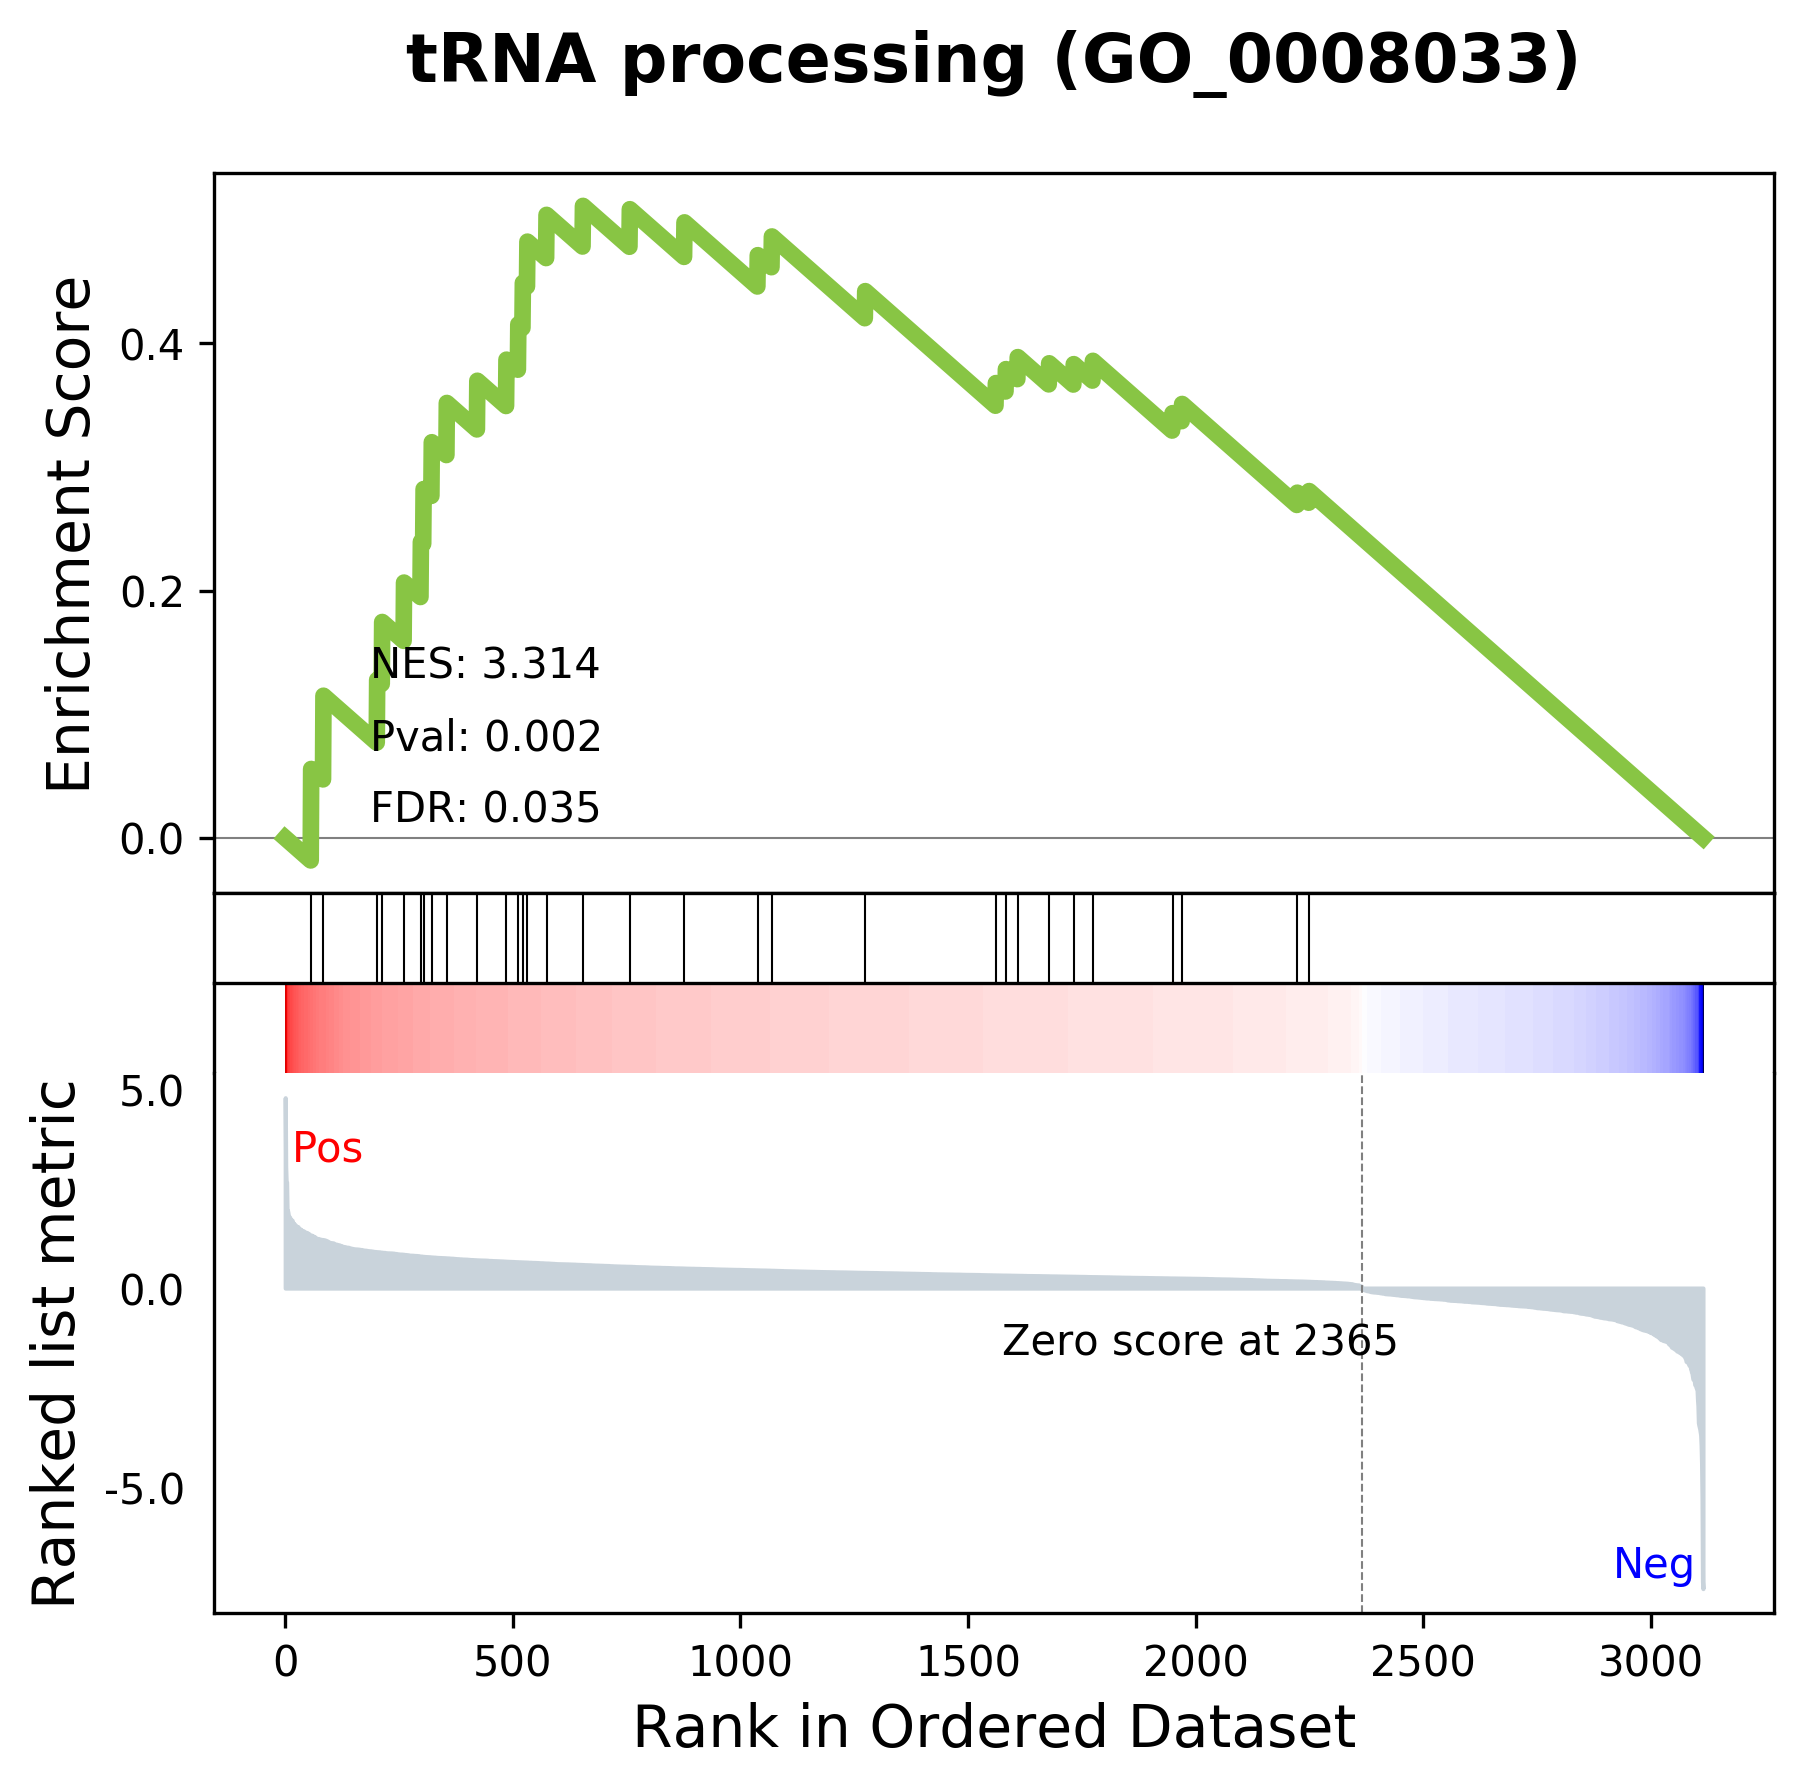 tRNA processing (GO_0008033)
Enrichment Score
0.4
0.2
0.0
NES: 3.314
Pval: 0.002
FDR: 0.035
Ranked list metric
5.0
0.0
-5.0
Pos
Zero score at 2365
Neg
0 500 1000 1500 2000 2500 3000
Rank in Ordered Dataset